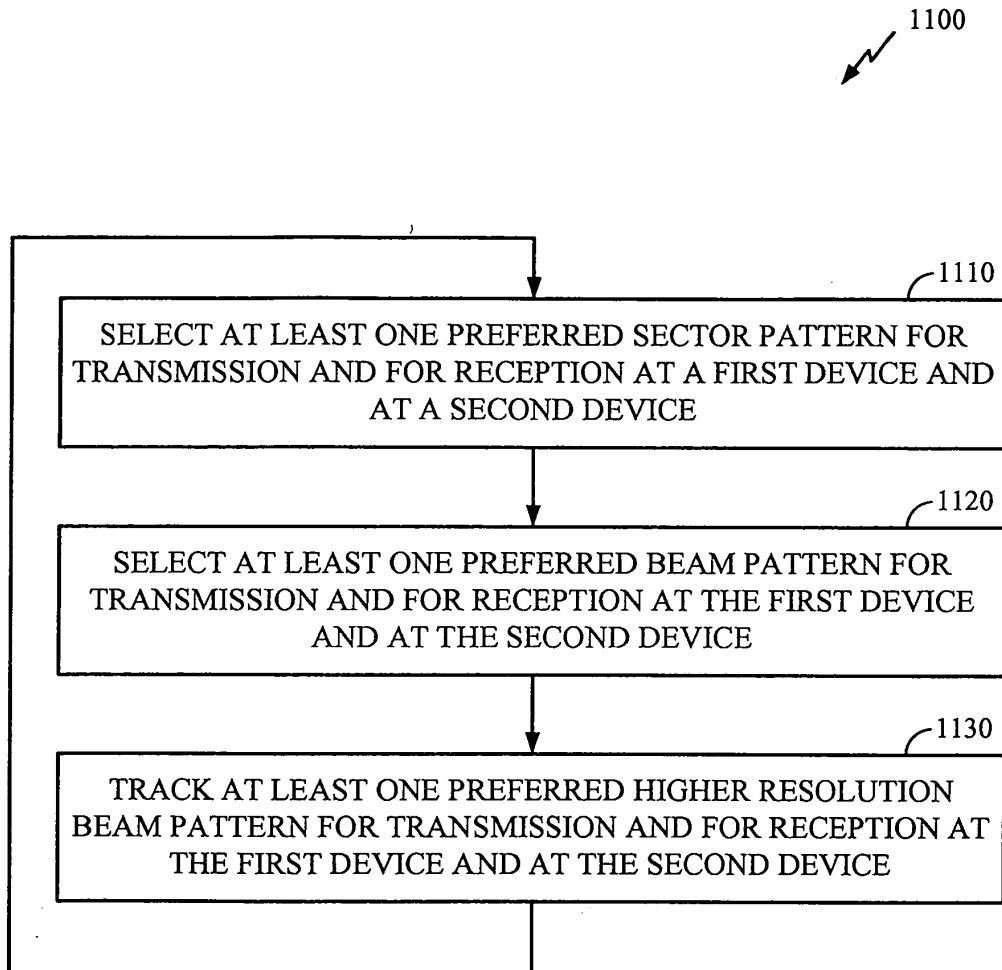 1100
1110
SELECT AT LEAST ONE PREFERRED SECTOR PATTERN FOR
TRANSMISSION AND FOR RECEPTION AT A FIRST DEVICE AND
AT A SECOND DEVICE
1120
SELECT AT LEAST ONE PREFERRED BEAM PATTERN FOR
TRANSMISSION AND FOR RECEPTION AT THE FIRST DEVICE
AND AT THE SECOND DEVICE
1130
TRACK AT LEAST ONE PREFERRED HIGHER RESOLUTION
BEAM PATTERN FOR TRANSMISSION AND FOR RECEPTION AT
THE FIRST DEVICE AND AT THE SECOND DEVICE